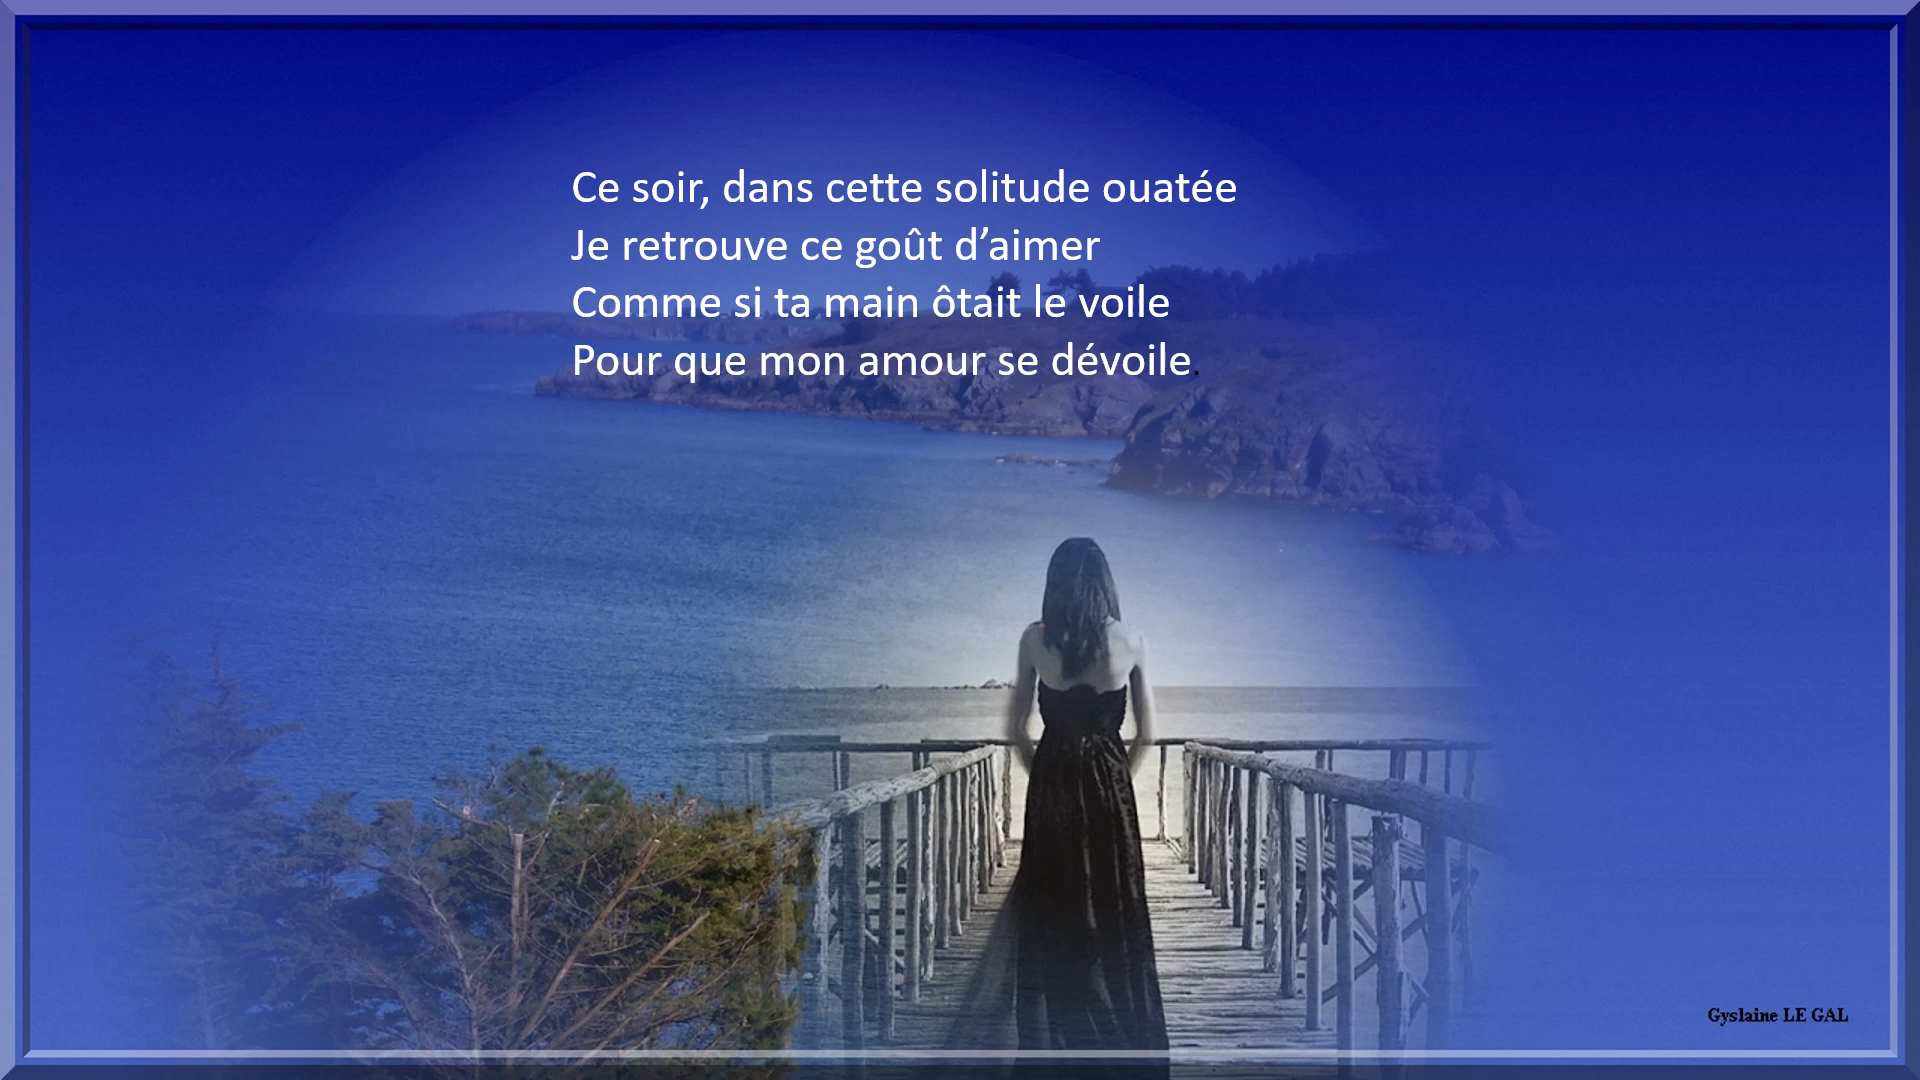 Ce soir, dans cette solitude ouatée
Je retrouve ce goût d’aimer
Comme si ta main ôtait le voile
Pour que mon amour se dévoile.
Gyslaine LE GAL